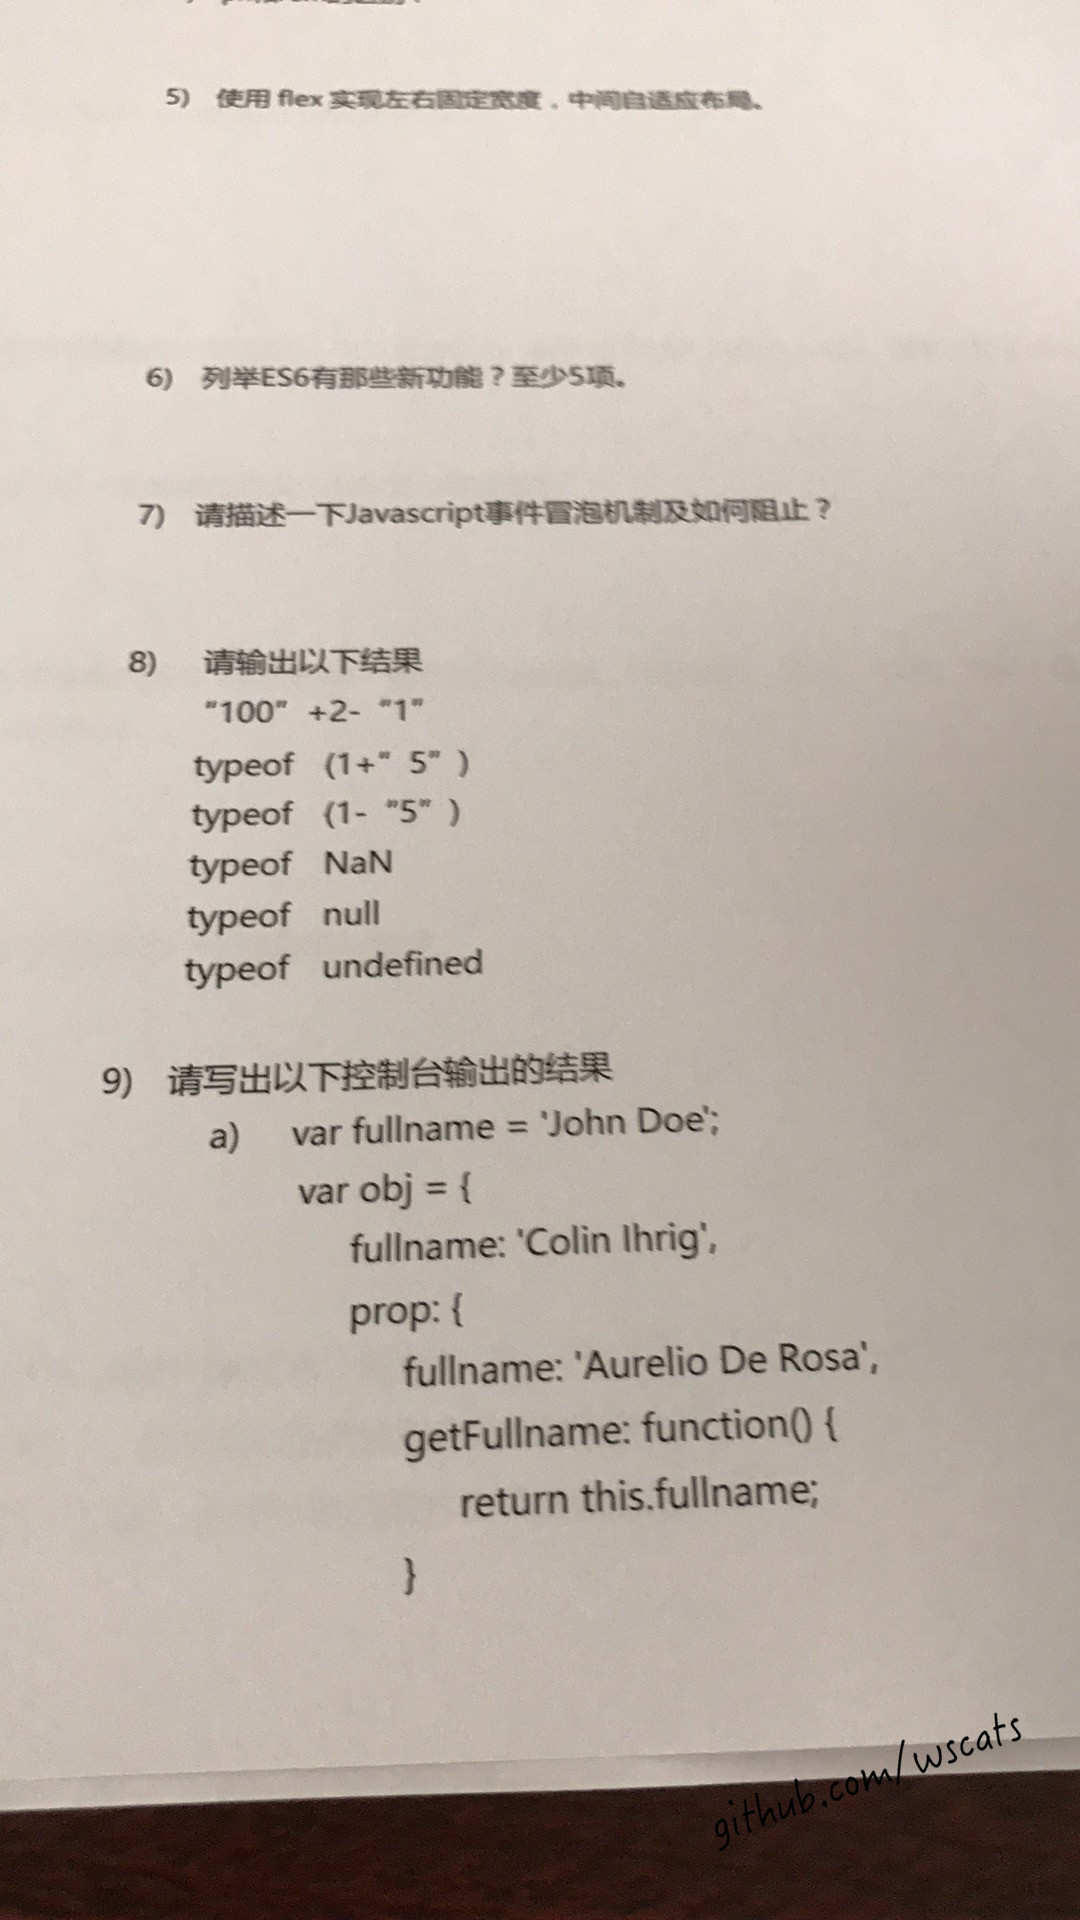 5) 使用 flex 实现左右固定宽度，中间自适应布局。
6) 列举ES6有那些新功能？至少5项。
7) 请描述一下Javascript事件冒泡机制及如何阻止？
8) 请输出以下结果
"100" +2- "1"
typeof (1+" 5" )
typeof (1- "5" )
typeof NaN
typeof null
typeof undefined
9) 请写出以下控制台输出的结果
a) var fullname = 'John Doe';
var obj = {
fullname: 'Colin Ihrig',
prop: {
fullname: 'Aurelio De Rosa',
getFullname: function() {
return this.fullname;
}
github.com/wscats